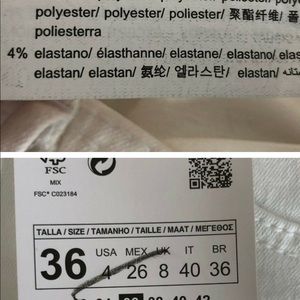 polyester/ polyester/ poliester/ 聚酯纤维/ 폴
poliesterra
4% elastano/ élasthanne/ elastane/ elastano/
elastan/ elastan/ 氨纶/ 엘라스탄/ elastan/
FSC
MIX
FSC® C023184
TALLA / SIZE / TAMANHO / TAILLE / MAAT / ΜΕΓΕΘΟΣ
USA MEX UK IT BR
36 4 26 8 40 36